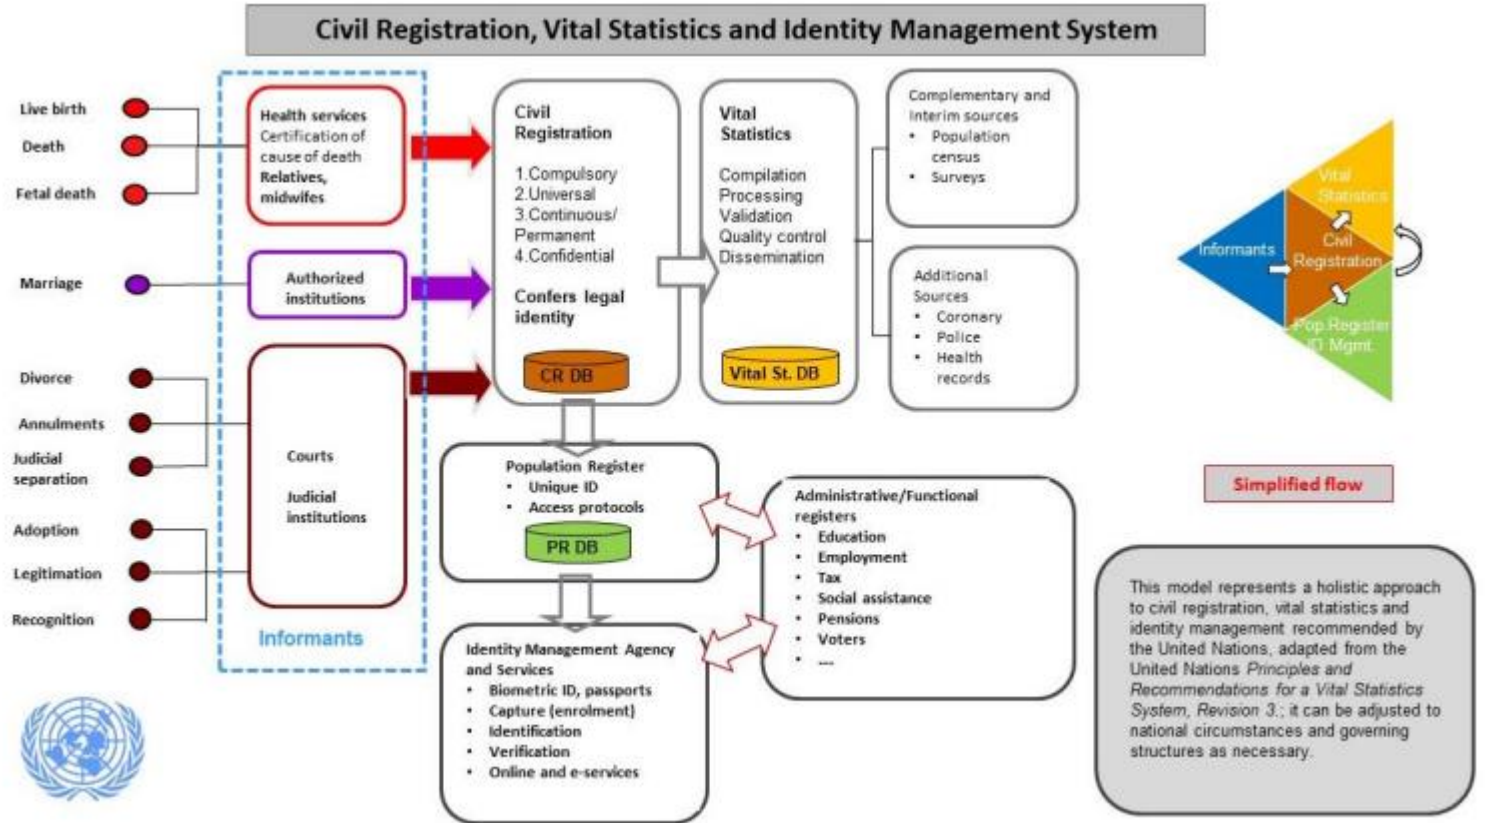 Civil Registration, Vital Statistics and Identity Management System
Live birth
Death
Fetal death
Marriage
Divorce
Annulments
Judicial
separation
Adoption
Legitimation
Recognition
Health services
Certification of
cause of death
Relatives,
midwifes
Authorized
institutions
Courts
Judicial
institutions
Informants
Civil
Registration
1.Compulsory
2.Universal
3.Continuous/
Permanent
4.Confidential
Confers legal
identity
CR DB
Vital
Statistics
Compilation
Processing
Validation
Quality control
Dissemination
Vital St. DB
Complementary and
Interim sources
• Population
census
• Surveys
Additional
Sources
• Coronary
• Police
• Health
records
Population Register
• Unique ID
• Access protocols
PR DB
Identity Management Agency
and Services
• Biometric ID, passports
• Capture (enrolment)
• Identification
• Verification
• Online and e-services
Administrative/Functional
registers
• Education
• Employment
• Tax
• Social assistance
• Pensions
• Voters
• ....
Vital
Statistics
Informants
Civil
Registration
Pop.Register
ID Mgmt.
Simplified flow
This model represents a holistic approach
to civil registration, vital statistics and
identity management recommended by
the United Nations, adapted from the
United Nations Principles and
Recommendations for a Vital Statistics
System, Revision 3.; it can be adjusted to
national circumstances and governing
structures as necessary.